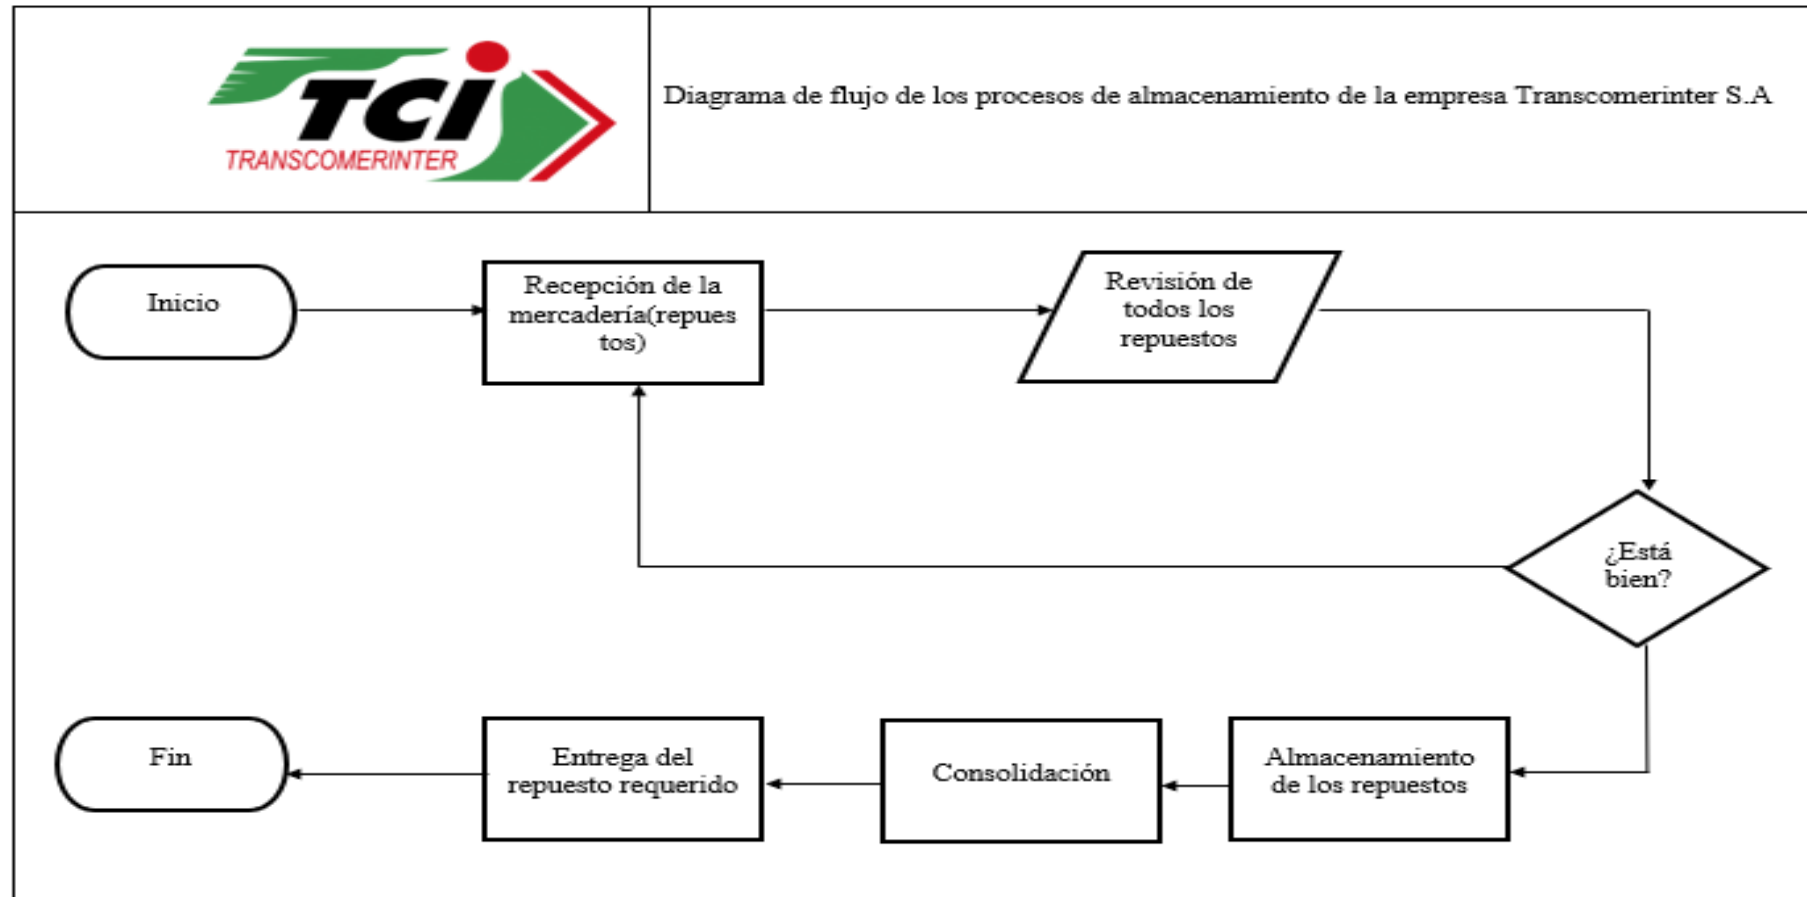 TCI
TRANSCOMERINTER
Diagrama de flujo de los procesos de almacenamiento de la empresa Transcomerinter S.A
Inicio
Recepción de la
mercadería(repues
tos)
Revisión de
todos los
repuestos
¿Está
bien?
Fin
Entrega del
repuesto requerido
Consolidación
Almacenamiento
de los repuestos